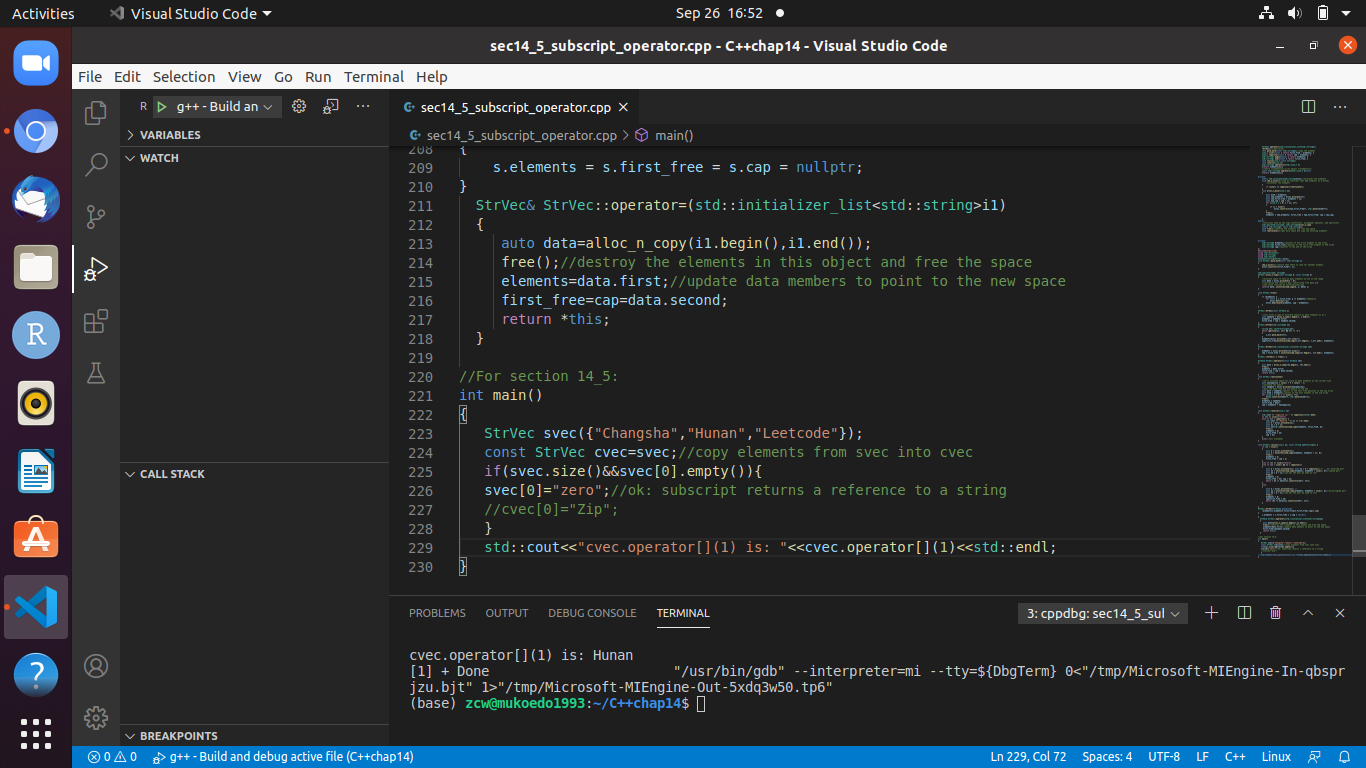 Activities
Visual Studio Code
Sep 26 16:52
sec14_5_subscript_operator.cpp - C++chap14 - Visual Studio Code
File Edit Selection View Go Run Terminal Help
R
g++ - Build an
sec14_5_subscript_operator.cpp
VARIABLES
sec14_5_subscript_operator.cpp
main()
WATCH
208 {
209 s.elements = s.first_free = s.cap = nullptr;
210 }
211 StrVec& StrVec::operator=(std::initializer_list<std::string>i1)
212 {
213 auto data=alloc_n_copy(i1.begin(),i1.end());
214 free();//destroy the elements in this object and free the space
215 elements=data.first;//update data members to point to the new space
216 first_free=cap=data.second;
217 return *this;
218 }
219
220 //For section 14_5:
221 int main()
222 {
223 StrVec svec({"Changsha","Hunan","Leetcode"});
224 const StrVec cvec=svec;//copy elements from svec into cvec
225 if(svec.size()&&svec[0].empty()){
226 svec[0]="zero";//ok: subscript returns a reference to a string
227 //cvec[0]="Zip";
228 }
229 std::cout<<"cvec.operator[](1) is: "<<cvec.operator[](1)<<std::endl;
230 }
CALL STACK
BREAKPOINTS
PROBLEMS OUTPUT DEBUG CONSOLE TERMINAL
3: cppdbg: sec14_5_sul
cvec.operator[](1) is: Hunan
[1] + Done "/usr/bin/gdb" --interpreter=mi --tty=${DbgTerm} 0<"/tmp/Microsoft-MIEngine-In-qbspr
jzu.bjt" 1>"/tmp/Microsoft-MIEngine-Out-5xdq3w50.tp6"
(base) zcw@mukoedo1993:~/C++chap14$
0 0 g++ - Build and debug active file (C++chap14)
Ln 229, Col 72 Spaces: 4 UTF-8 LF C++ Linux